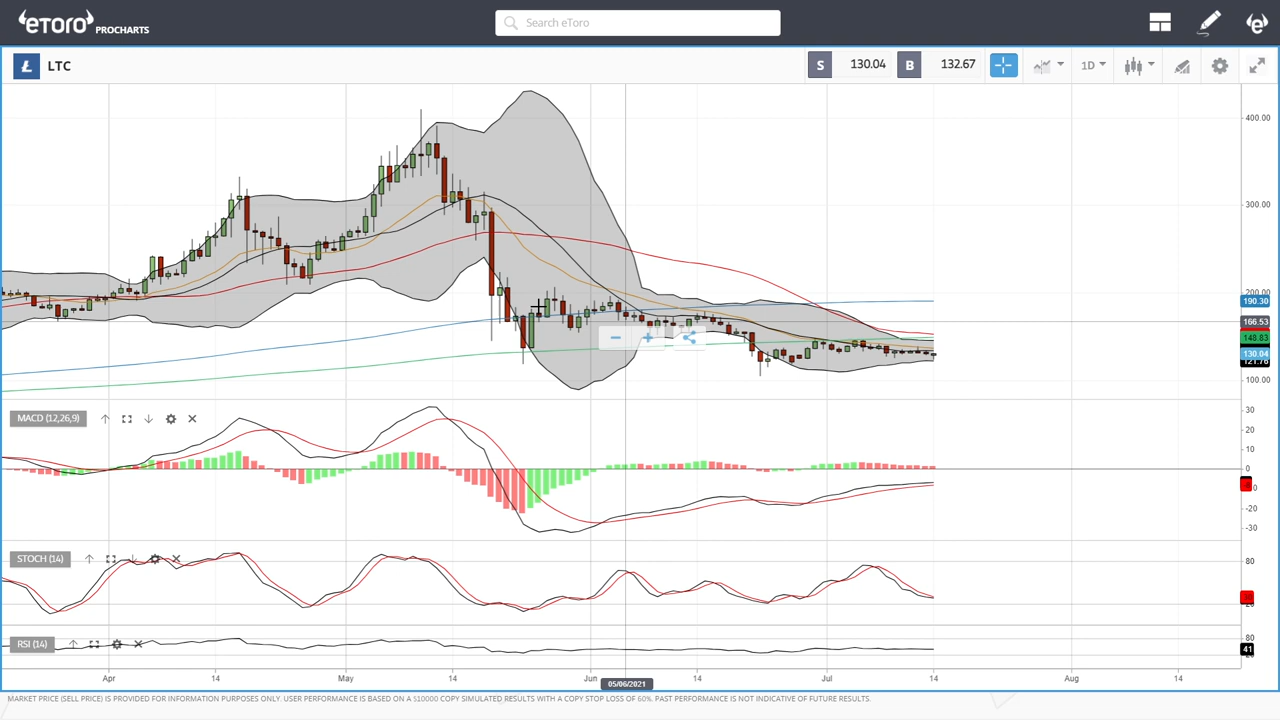 eToro PROCHARTS
Search eToro
LTC
S 130.04 B 132.67 1D
400.00
300.00
200.00
190.30
166.53
148.83
130.04
121.76
100.00
MACD (12,26,9)
30
20
10
0
-20
-30
STOCH (14)
80
20
RSI (14)
80
41
Apr 14 May 14 Jun 14 Jul 14 Aug 14
05/06/2021
MARKET PRICE (SELL PRICE) IS PROVIDED FOR INFORMATION PURPOSES ONLY. USER PERFORMANCE IS BASED ON A $10000 COPY SIMULATED RESULTS WITH A COPY STOP LOSS OF 60%. PAST PERFORMANCE IS NOT INDICATIVE OF FUTURE RESULTS.